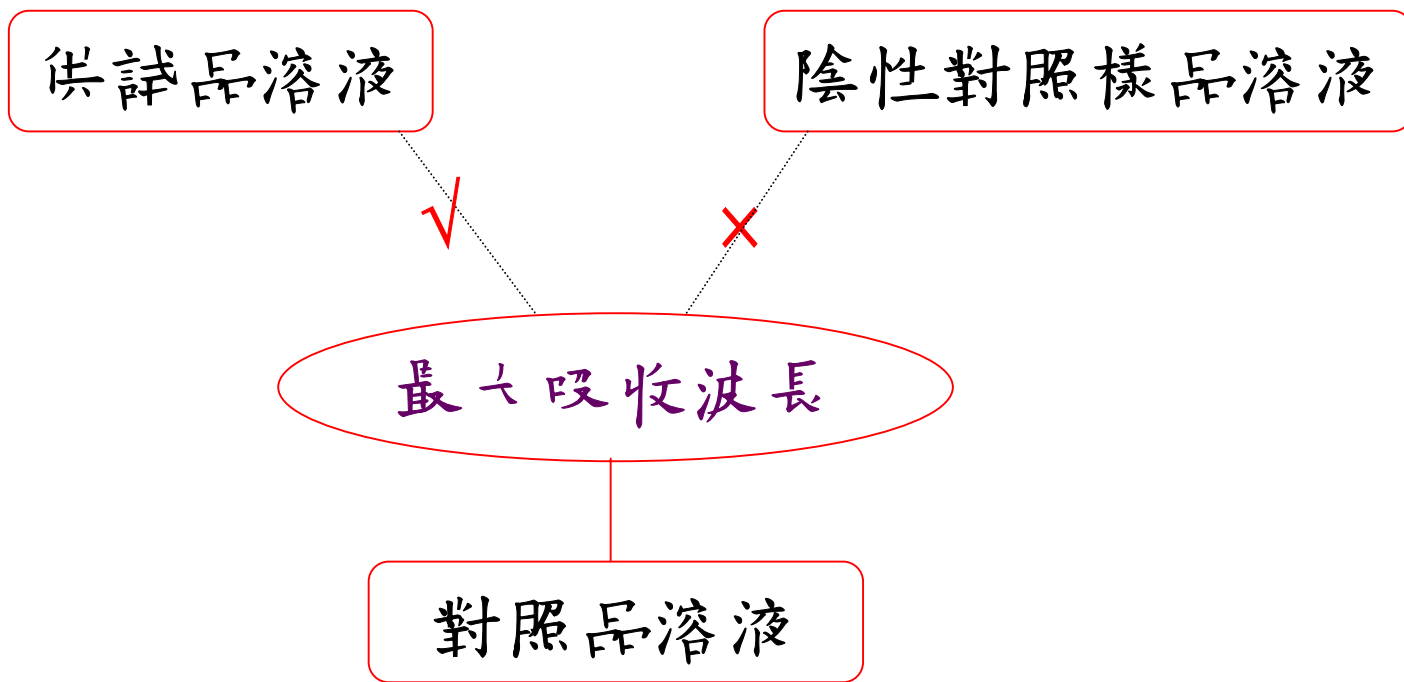 供試品溶液
陰性對照樣品溶液
√
×
最大吸收波長
對照品溶液